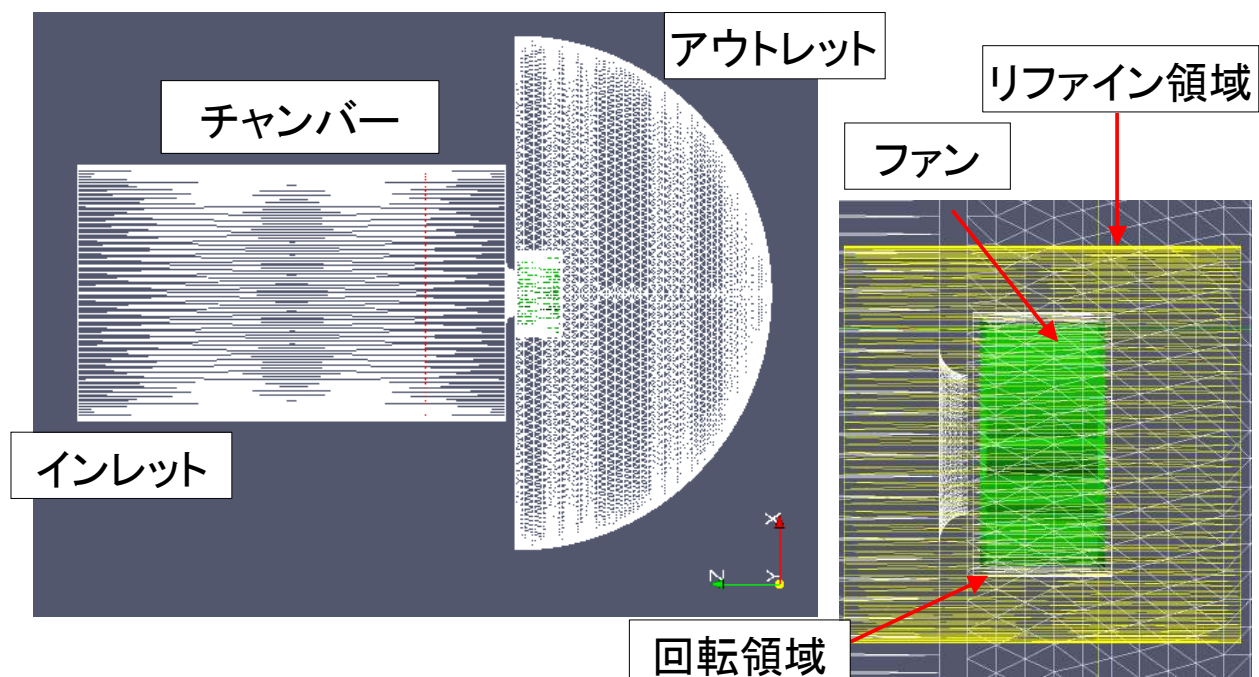 アウトレット
チャンバー
リファイン領域
ファン
インレット
X
Z
Y
回転領域